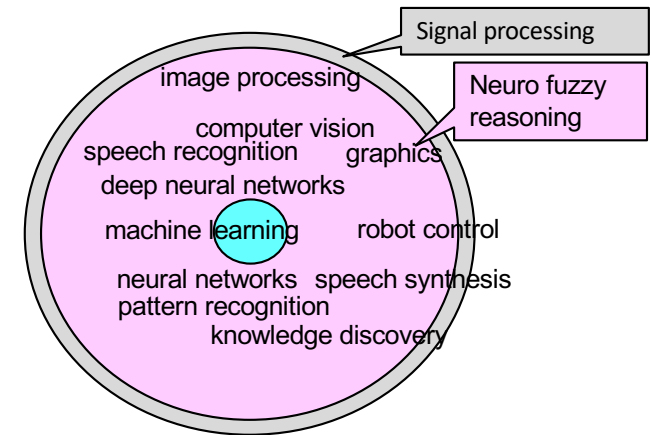 Signal processing
image processing
Neuro fuzzy
reasoning
computer vision
speech recognition
graphics
deep neural networks
machine learning
robot control
neural networks
speech synthesis
pattern recognition
knowledge discovery